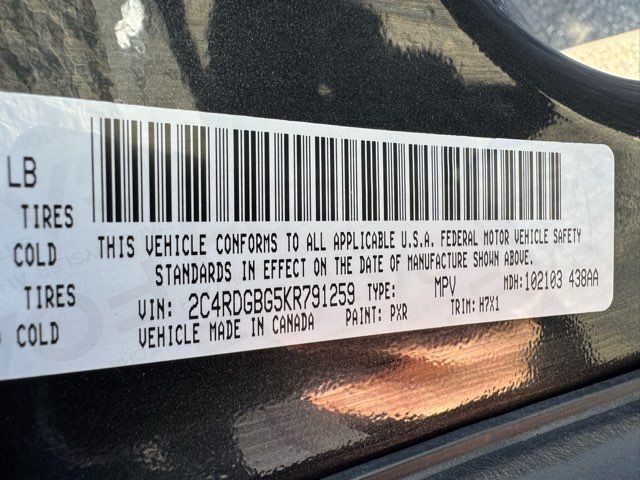 LB
TIRES
COLD
TIRES
COLD
THIS VEHICLE CONFORMS TO ALL APPLICABLE U.S.A. FEDERAL MOTOR VEHICLE SAFETY
STANDARDS IN EFFECT ON THE DATE OF MANUFACTURE SHOWN ABOVE.
VIN: 2C4RDGBG5KR791259 TYPE: MPV MDH:102103 438AA
VEHICLE MADE IN CANADA PAINT: PXR TRIM: H7X1